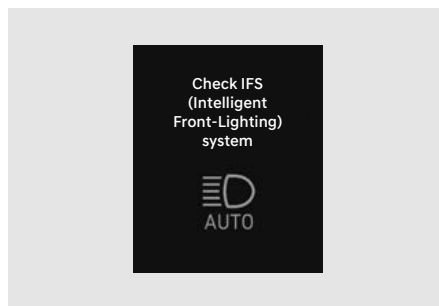 Check IFS
(Intelligent
Front-Lighting)
system
AUTO